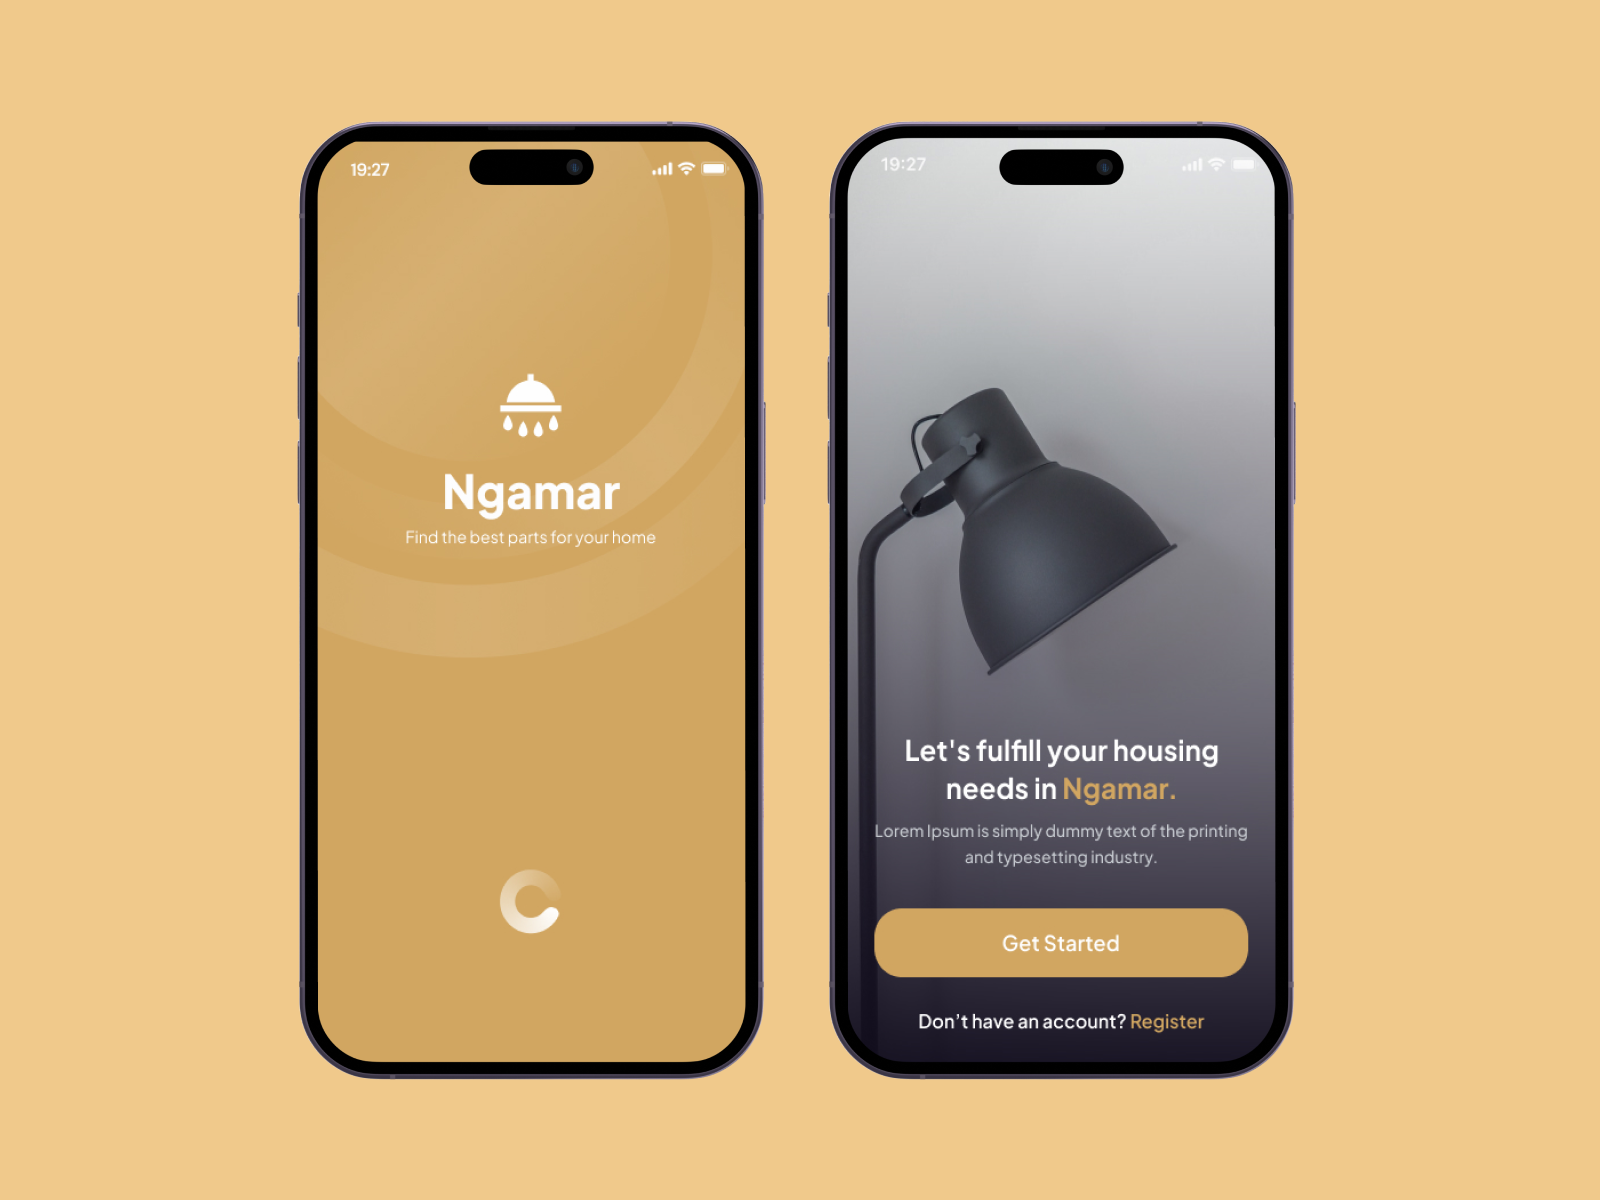 19:27
Ngamar
Find the best parts for your home
19:27
Let's fulfill your housing
needs in Ngamar.
Lorem Ipsum is simply dummy text of the printing
and typesetting industry.
Get Started
Don’t have an account? Register